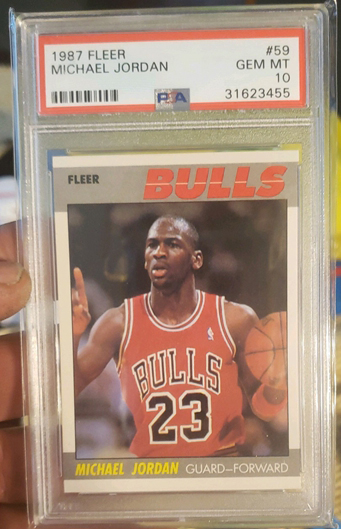 1987 FLEER #59
MICHAEL JORDAN GEM MT
10
PSA 31623455
FLEER BULLS
BULLS
23
MICHAEL JORDAN GUARD—FORWARD